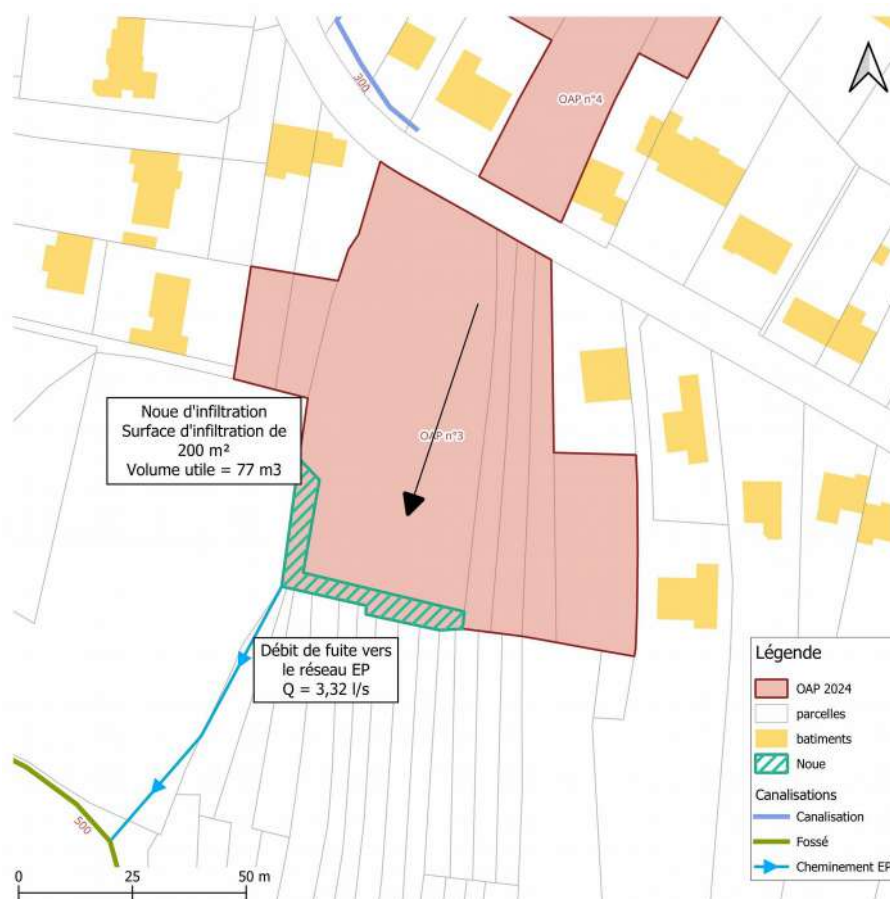 300
OAP n°4
Noue d'infiltration
Surface d'infiltration de
200 m²
Volume utile = 77 m3
OAP n°3
Débit de fuite vers
le réseau EP
Q = 3,32 l/s
500
0 25 50 m
Légende
OAP 2024
parcelles
batiments
Noue
Canalisations
Canalisation
Fossé
Cheminement EP